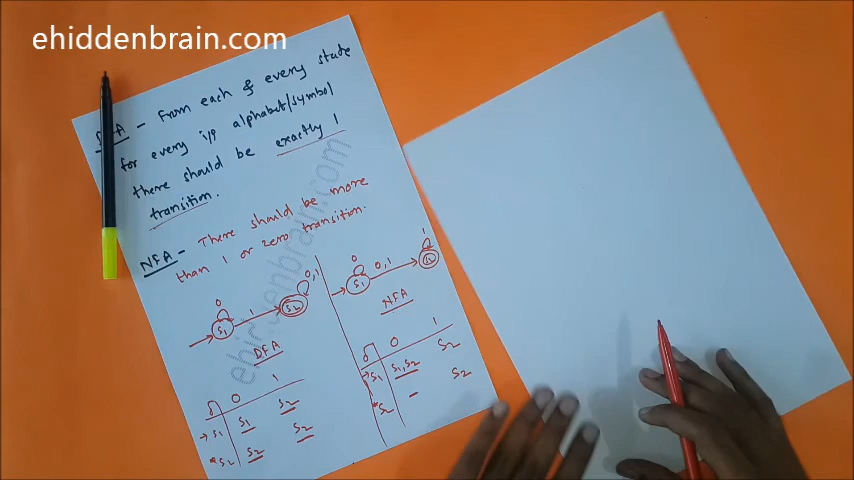 ehiddenbrain.com
DFA - From each & every state
for every i/p alphabet/symbol
there should be exactly 1
transition.
NFA - There should be more
than 1 or zero transition.
0
1
0,1
S1
S2
DFA
0
0,1
1
S1
S2
NFA
δ 0 1
→S1 S1 S2
*S2 S2 S2
δ 0 1
→S1 S1,S2 S2
*S2 - S2
ehiddenbrain.com